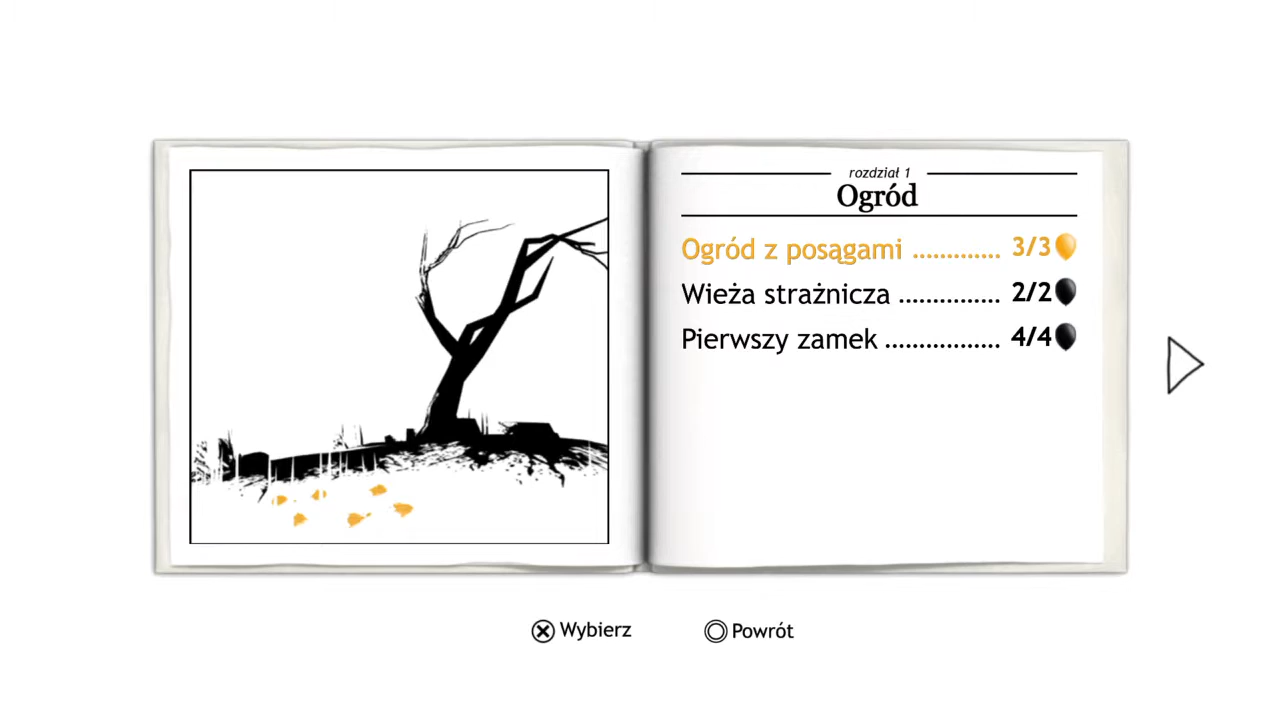 rozdział 1
Ogród
Ogród z posągami ............. 3/3
Wieża strażnicza ............... 2/2
Pierwszy zamek ................. 4/4
Wybierz Powrót